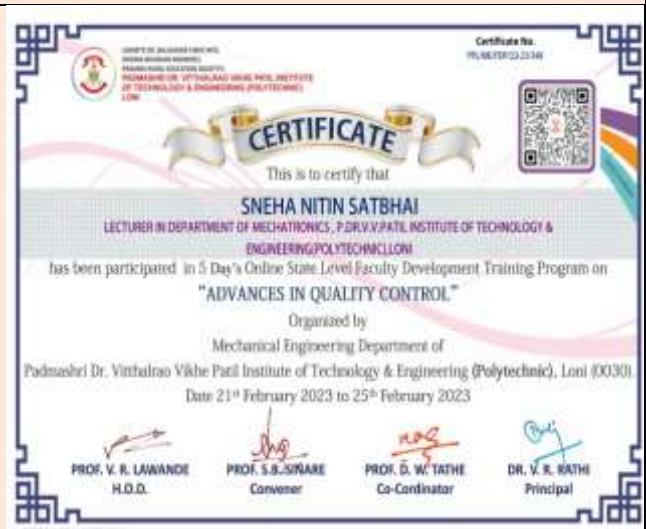 Certificate No.
PADMASHRI DR. VITTHALRAO VIKHE PATIL INSTITUTE
OF TECHNOLOGY & ENGINEERING (POLYTECHNIC)
LONI
CERTIFICATE
This is to certify that
SNEHA NITIN SATBHAI
LECTURER IN DEPARTMENT OF MECHATRONICS , P.DR.V.V.PATIL INSTITUTE OF TECHNOLOGY &
ENGINEERING(POLYTECHNIC),LONI
has been participated in 5 Day's Online State Level Faculty Development Training Program on
"ADVANCES IN QUALITY CONTROL"
Organized by
Mechanical Engineering Department of
Padmashri Dr. Vitthalrao Vikhe Patil Institute of Technology & Engineering (Polytechnic), Loni (0030)
Date 21st February 2023 to 25th February 2023
PROF. V. R. LAWANDE PROF. S.B. SINARE PROF. D. W. TATHE DR. V. R. RATHI
H.O.D. Convener Co-Cordinator Principal